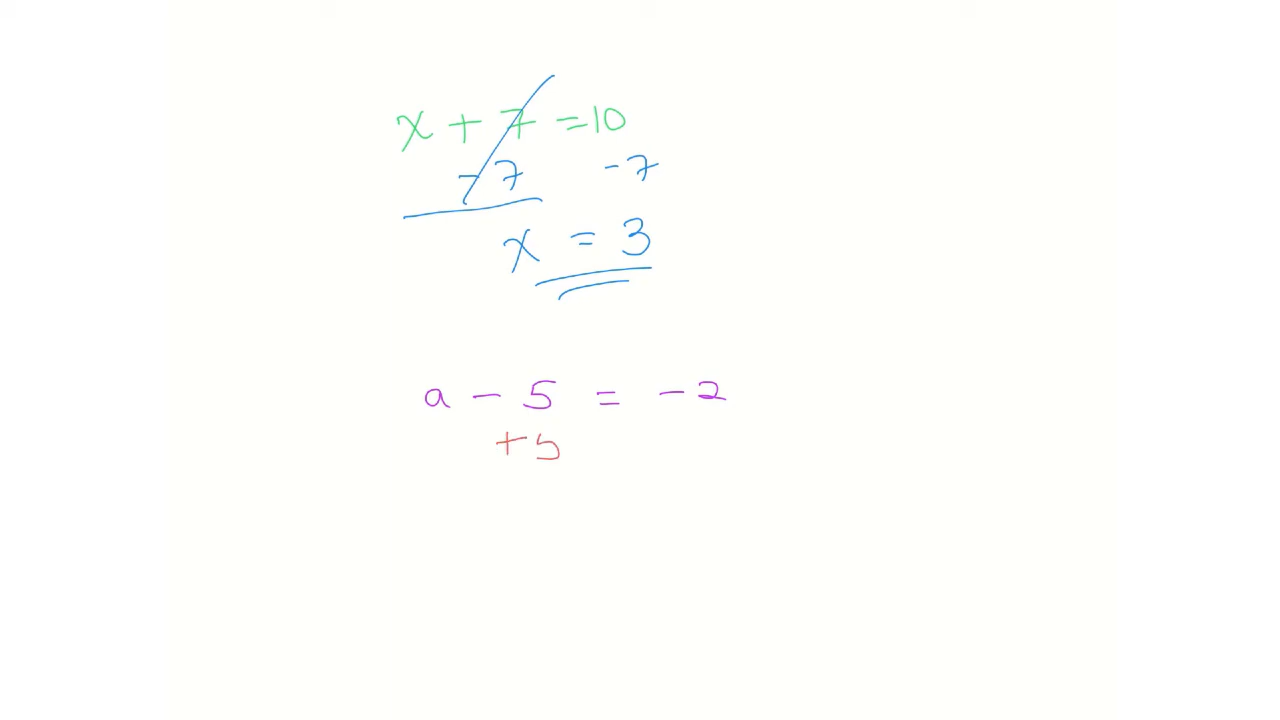 x + 7 = 10
- 7 - 7
x = 3
a - 5 = - 2
+ 5